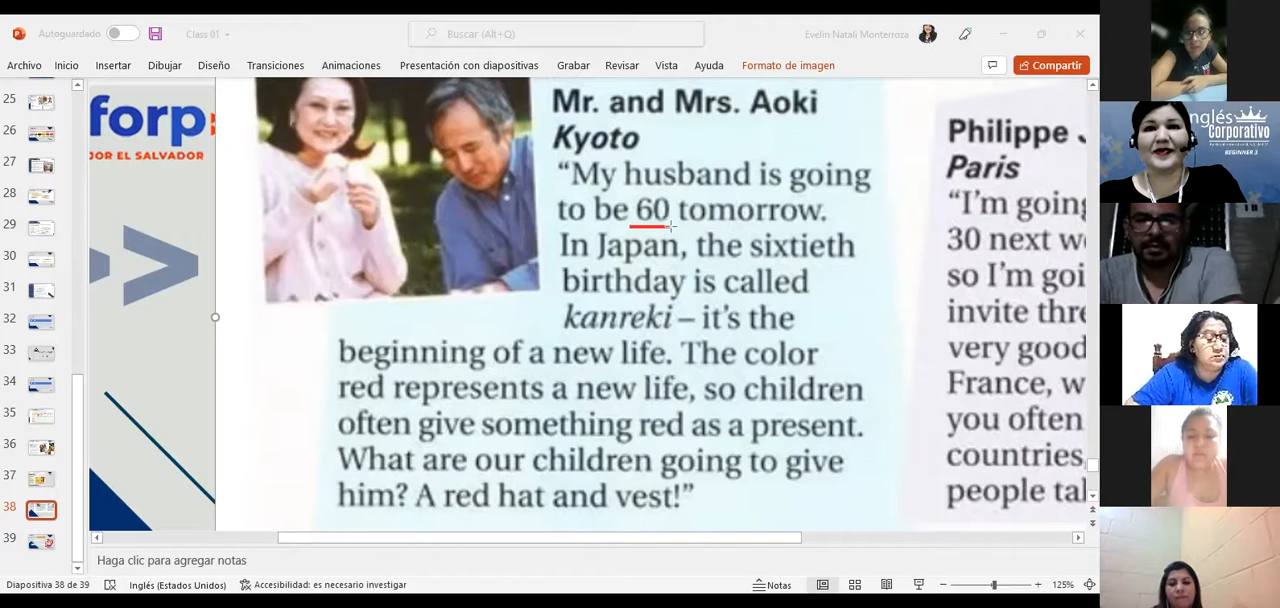 Autoguardado
Class 01
Buscar (Alt+Q)
Evelin Natali Monterroza
Archivo Inicio Insertar Dibujar Diseño Transiciones Animaciones Presentación con diapositivas Grabar Revisar Vista Ayuda Formato de imagen Compartir
25
26
27
28
29
30
31
32
33
34
35
36
37
38
39
forp
JOR EL SALVADOR
Mr. and Mrs. Aoki
Kyoto
“My husband is going
to be 60 tomorrow.
In Japan, the sixtieth
birthday is called
kanreki – it’s the
beginning of a new life. The color
red represents a new life, so children
often give something red as a present.
What are our children going to give
him? A red hat and vest!”
Philippe J
Paris
“I’m going
30 next w
so I’m goi
invite thre
very good
France, w
you often
countries
people tal
nglés
Corporativo
BEGINNER 3
Haga clic para agregar notas
Diapositiva 38 de 39 Inglés (Estados Unidos) Accesibilidad: es necesario investigar Notas 125%